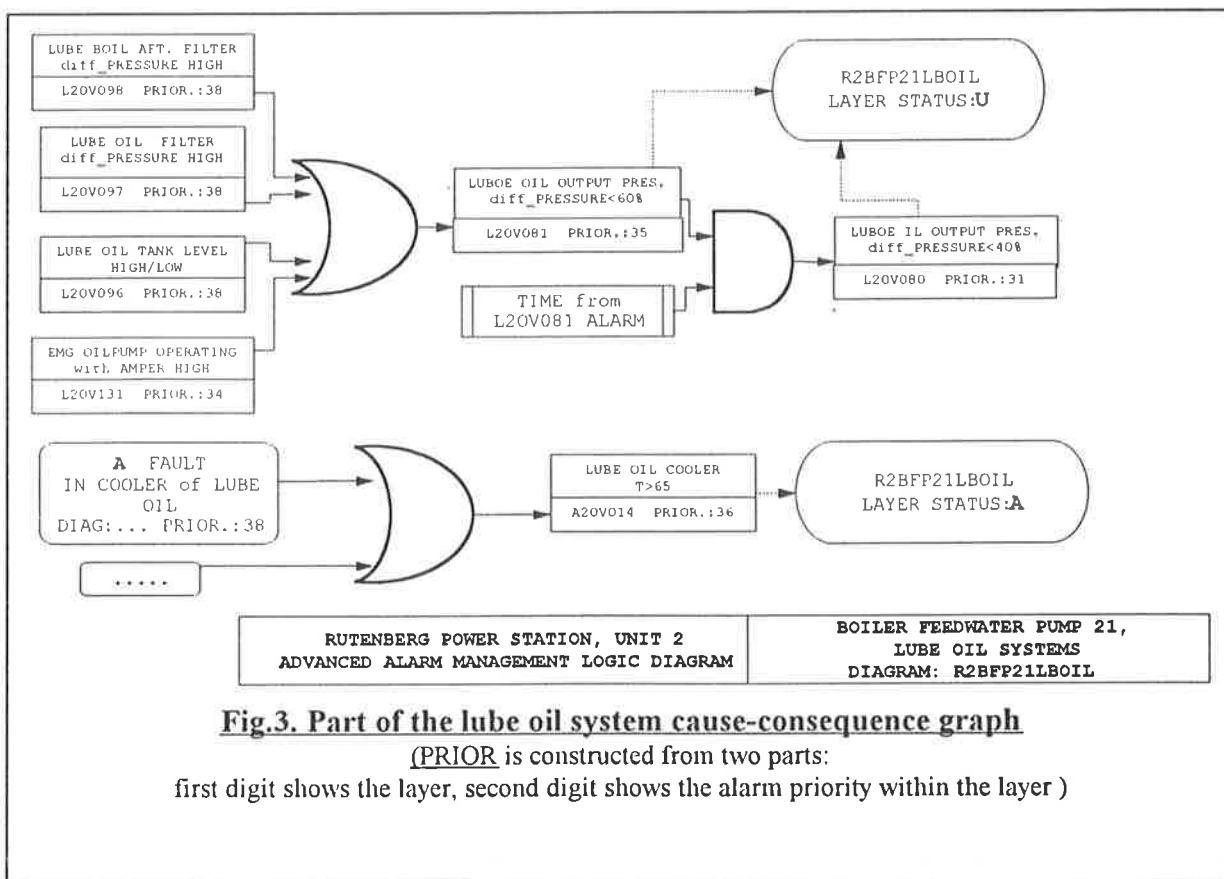 LUBE BOIL AFT. FILTER
diff_PRESSURE HIGH
L20V098 PRIOR.:38
LUBE OIL FILTER
diff_PRESSURE HIGH
L20V097 PRIOR.:38
LUBE OIL TANK LEVEL
HIGH/LOW
L20V096 PRIOR.:38
EMG OILPUMP OPERATING
with AMPER HIGH
L20V131 PRIOR.:34
LUBOE OIL OUTPUT PRES,
diff_PRESSURE<60%
L20V081 PRIOR.:35
TIME from
L20V081 ALARM
R2BFP21LBOIL
LAYER STATUS:U
LUBOE IL OUTPUT PRES,
diff_PRESSURE<40%
L20V080 PRIOR.:31
A FAULT
IN COOLER of LUBE
OIL
DIAG:... PRIOR.:38
.....
LUBE OIL COOLER
T>65
A20V014 PRIOR.:36
R2BFP21LBOIL
LAYER STATUS:A
RUTENBERG POWER STATION, UNIT 2
ADVANCED ALARM MANAGEMENT LOGIC DIAGRAM
BOILER FEEDWATER PUMP 21,
LUBE OIL SYSTEMS
DIAGRAM: R2BFP21LBOIL
Fig.3. Part of the lube oil system cause-consequence graph
(PRIOR is constructed from two parts:
first digit shows the layer, second digit shows the alarm priority within the layer )